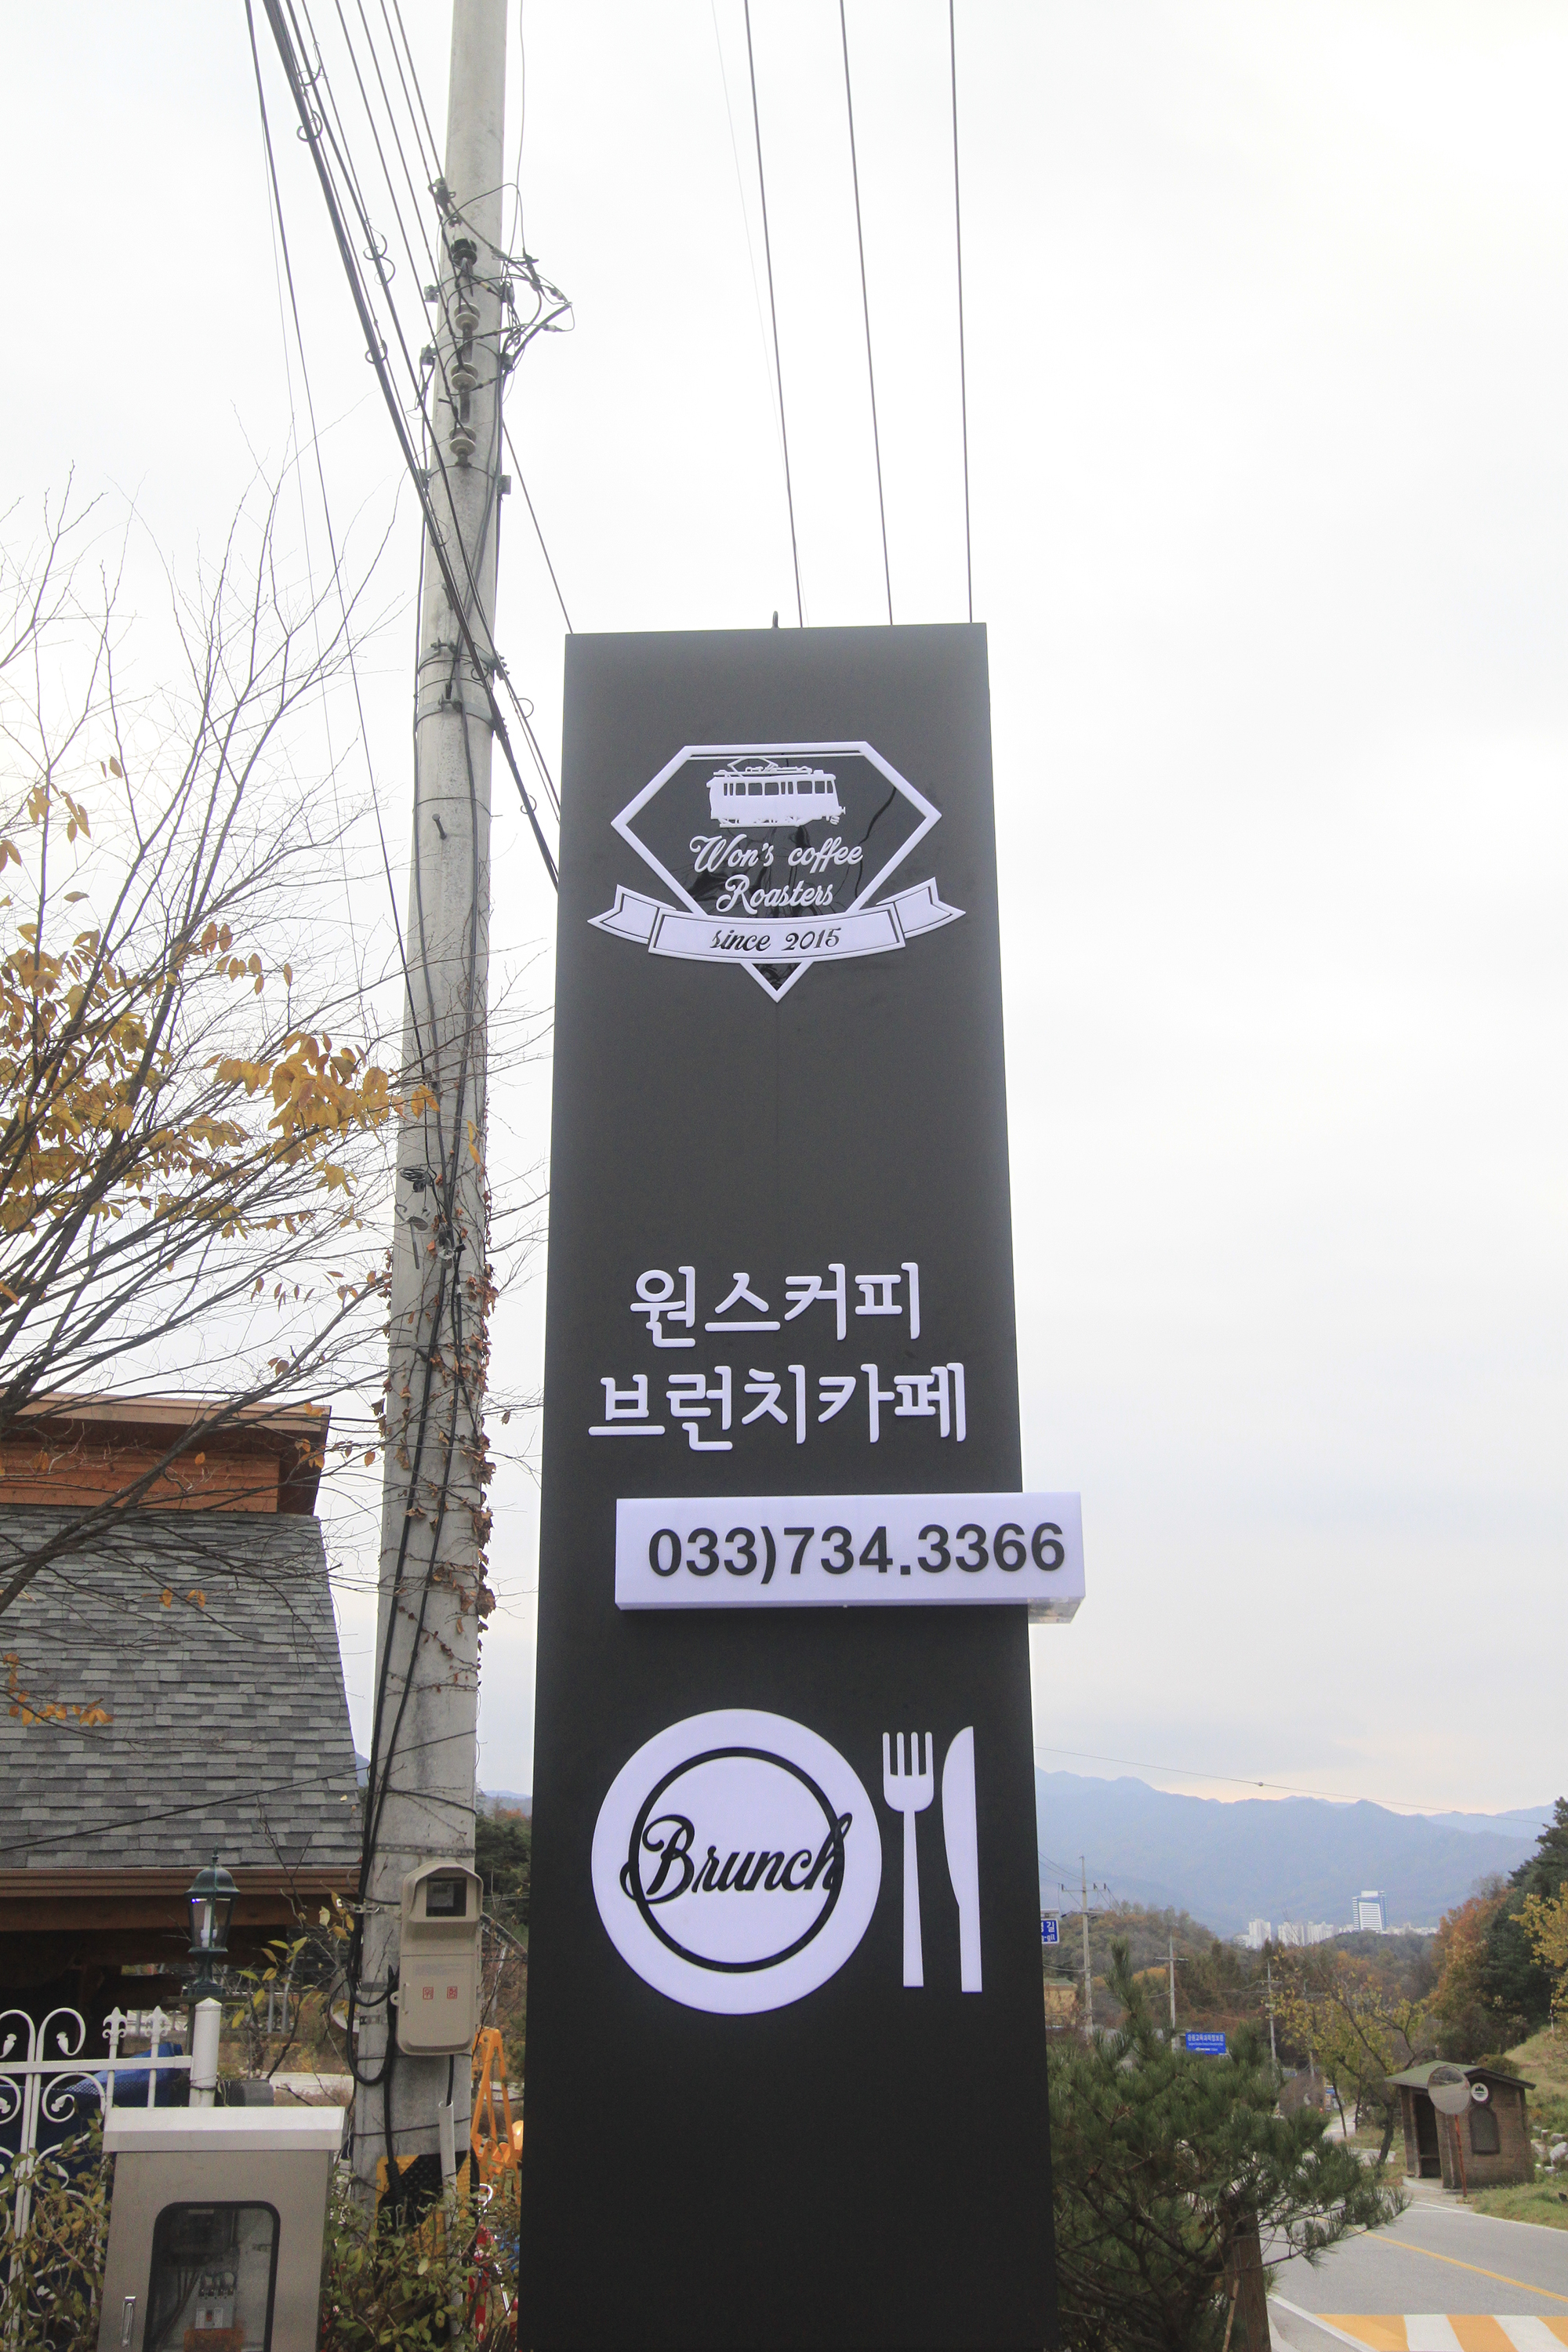 Won's coffee
Roasters
since 2015
원스커피
브런치카페
033)734.3366
Brunch